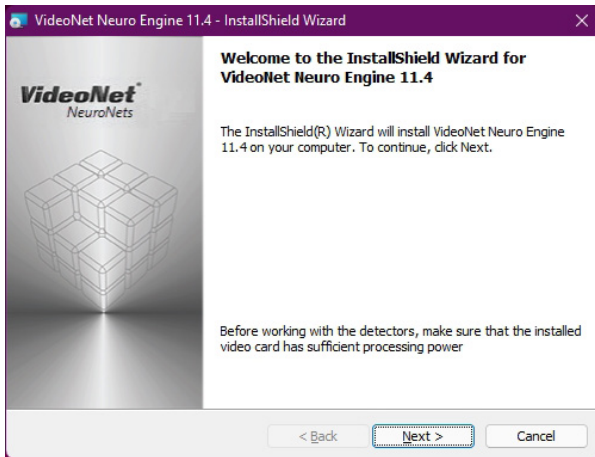 VideoNet Neuro Engine 11.4 - InstallShield Wizard
VideoNet
NeuroNets
Welcome to the InstallShield Wizard for
VideoNet Neuro Engine 11.4
The InstallShield(R) Wizard will install VideoNet Neuro Engine
11.4 on your computer. To continue, click Next.
Before working with the detectors, make sure that the installed
video card has sufficient processing power
< Back
Next >
Cancel